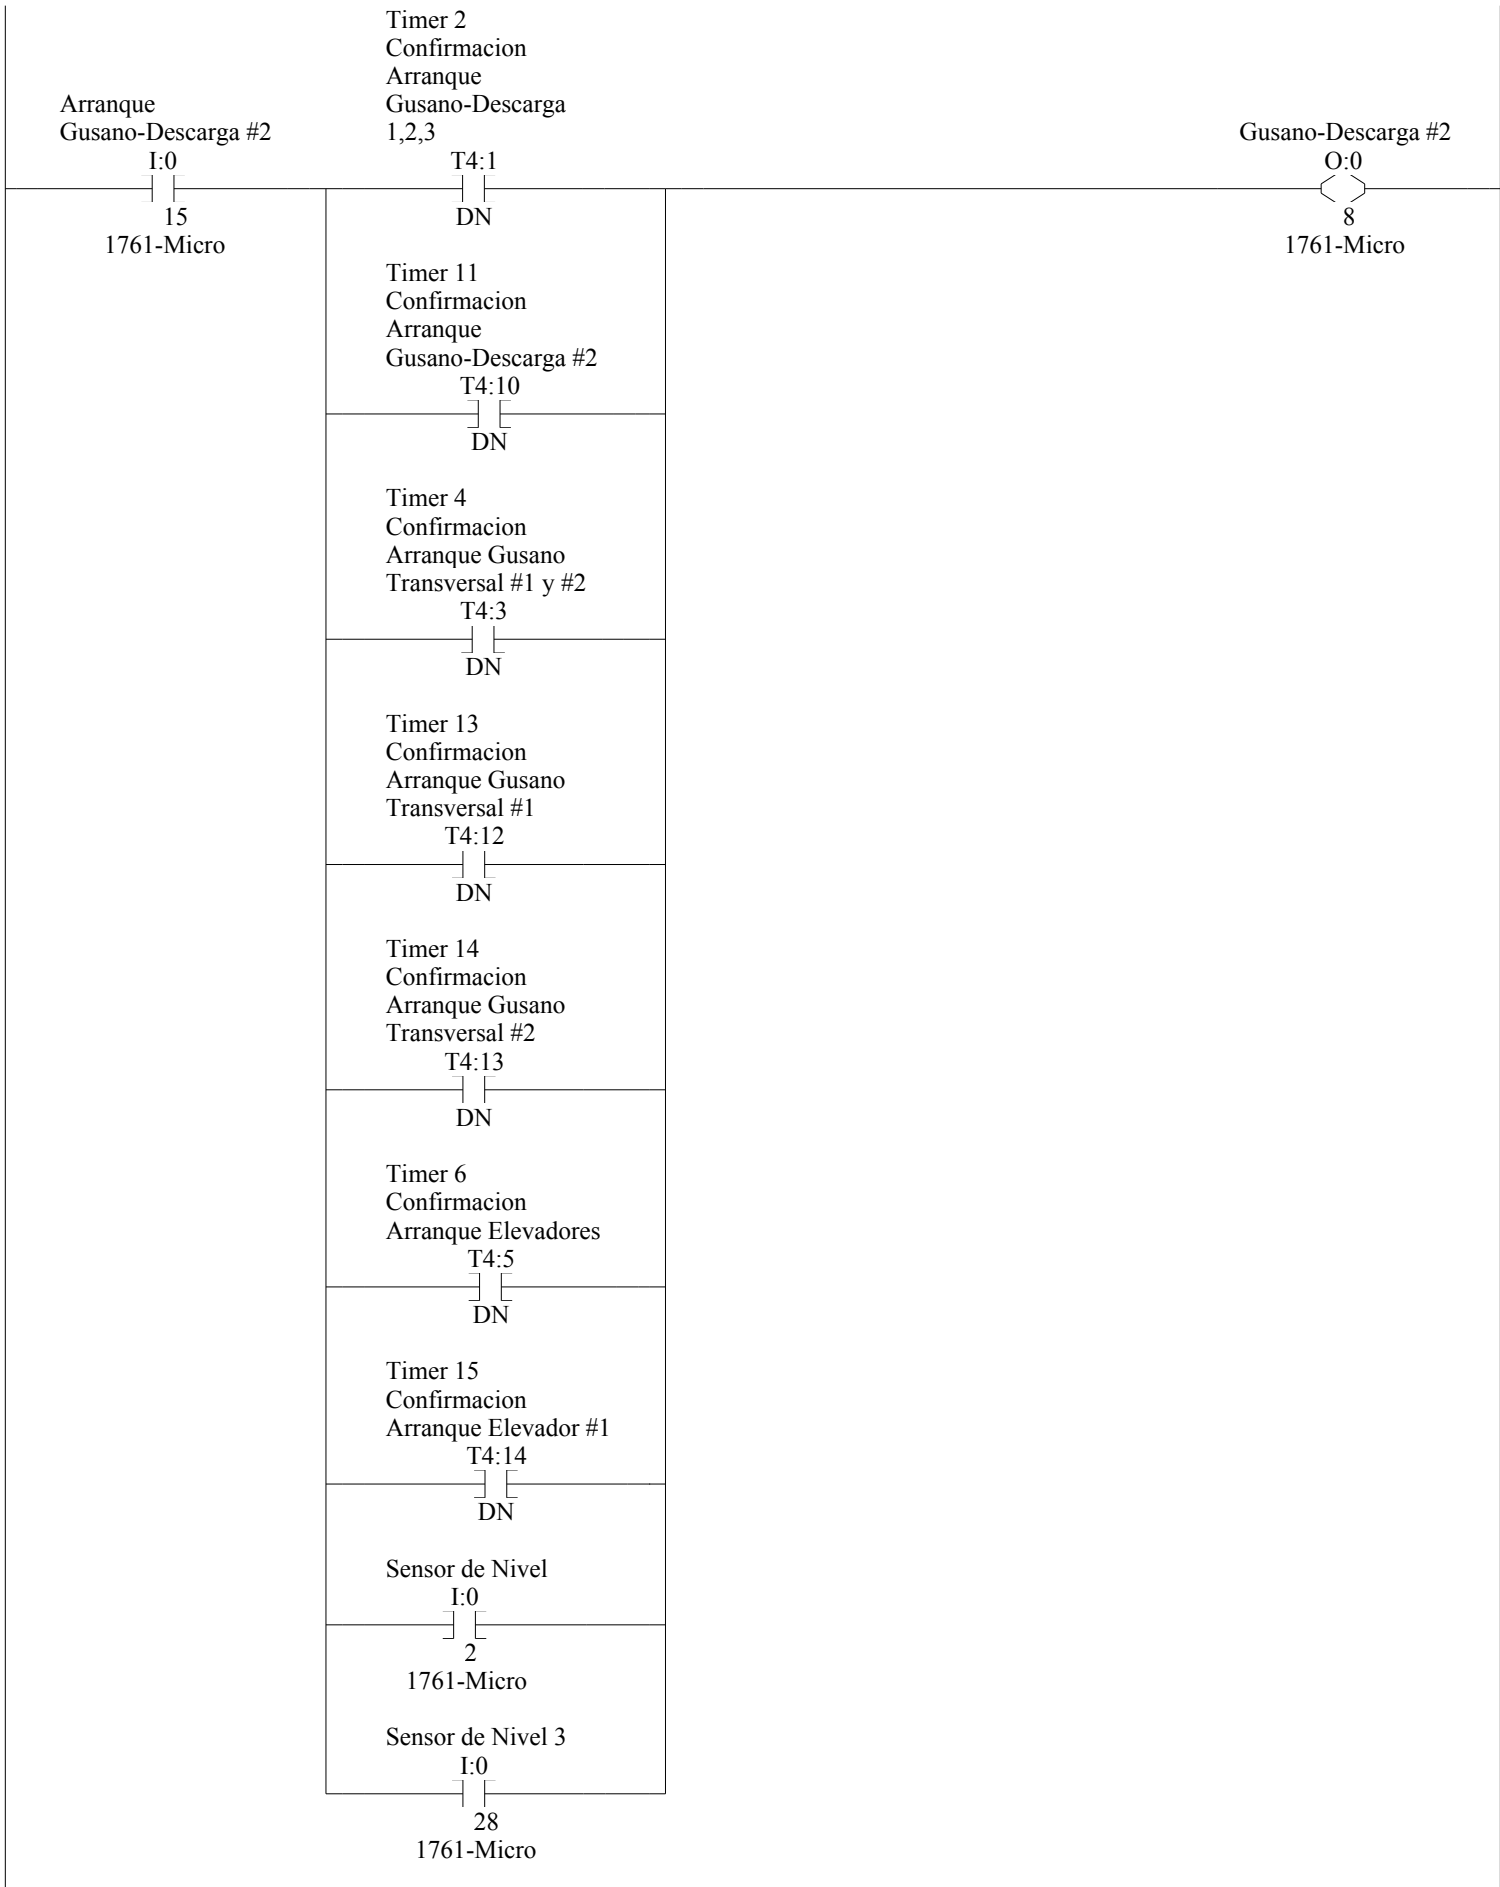 Timer 2
Confirmacion
Arranque
Gusano-Descarga
1,2,3
T4:1
DN
Arranque
Gusano-Descarga #2
I:0
15
1761-Micro
Gusano-Descarga #2
O:0
8
1761-Micro
Timer 11
Confirmacion
Arranque
Gusano-Descarga #2
T4:10
DN
Timer 4
Confirmacion
Arranque Gusano
Transversal #1 y #2
T4:3
DN
Timer 13
Confirmacion
Arranque Gusano
Transversal #1
T4:12
DN
Timer 14
Confirmacion
Arranque Gusano
Transversal #2
T4:13
DN
Timer 6
Confirmacion
Arranque Elevadores
T4:5
DN
Timer 15
Confirmacion
Arranque Elevador #1
T4:14
DN
Sensor de Nivel
I:0
2
1761-Micro
Sensor de Nivel 3
I:0
28
1761-Micro